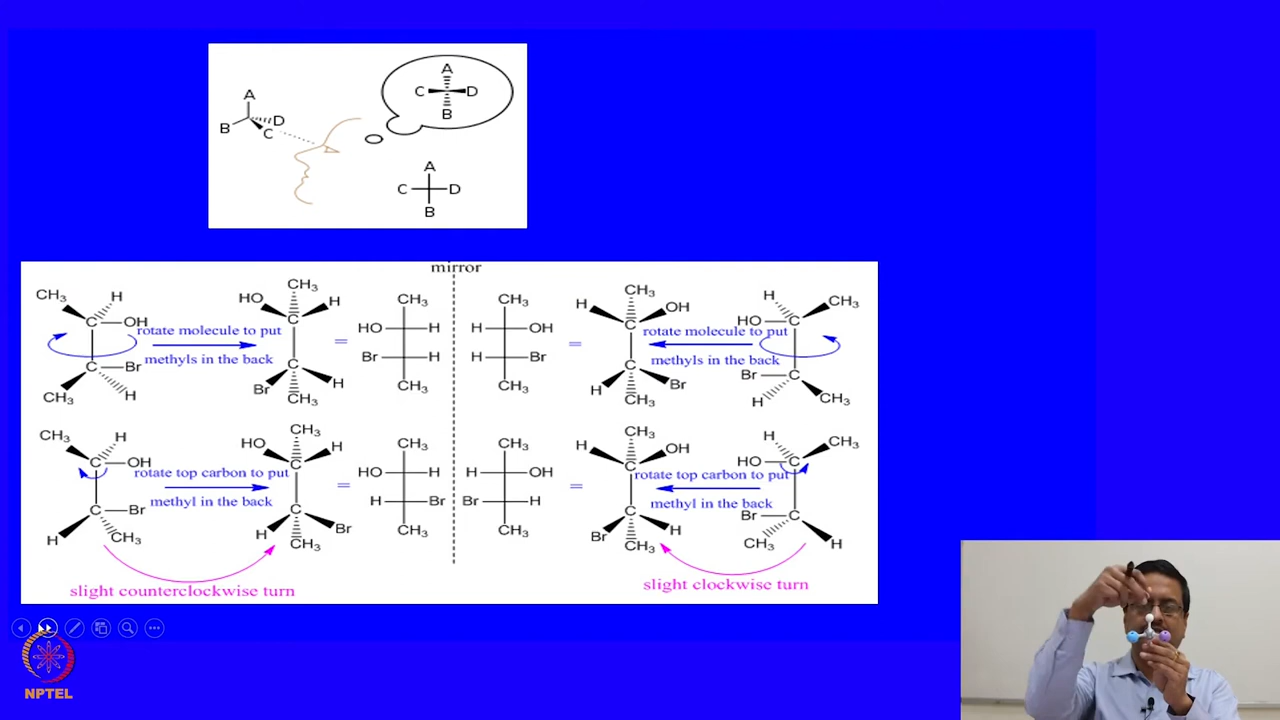 A
A
C
D
B
D
B
C
A
C
D
B
mirror
CH3
H
OH
Br
CH3
H
rotate molecule to put
methyls in the back
CH3
HO
H
Br
H
CH3
=
CH3
HO
H
Br
H
CH3
CH3
H
OH
H
Br
CH3
=
CH3
H
OH
H
Br
CH3
rotate molecule to put
methyls in the back
H
CH3
HO
Br
H
CH3
CH3
H
OH
Br
H
CH3
rotate top carbon to put
methyl in the back
CH3
HO
H
C
C
H
Br
CH3
=
CH3
HO
H
H
Br
CH3
CH3
H
OH
Br
H
CH3
=
CH3
H
OH
C
C
Br
H
CH3
rotate top carbon to put
methyl in the back
H
CH3
HO
C
Br
C
CH3
H
slight counterclockwise turn
slight clockwise turn
NPTEL